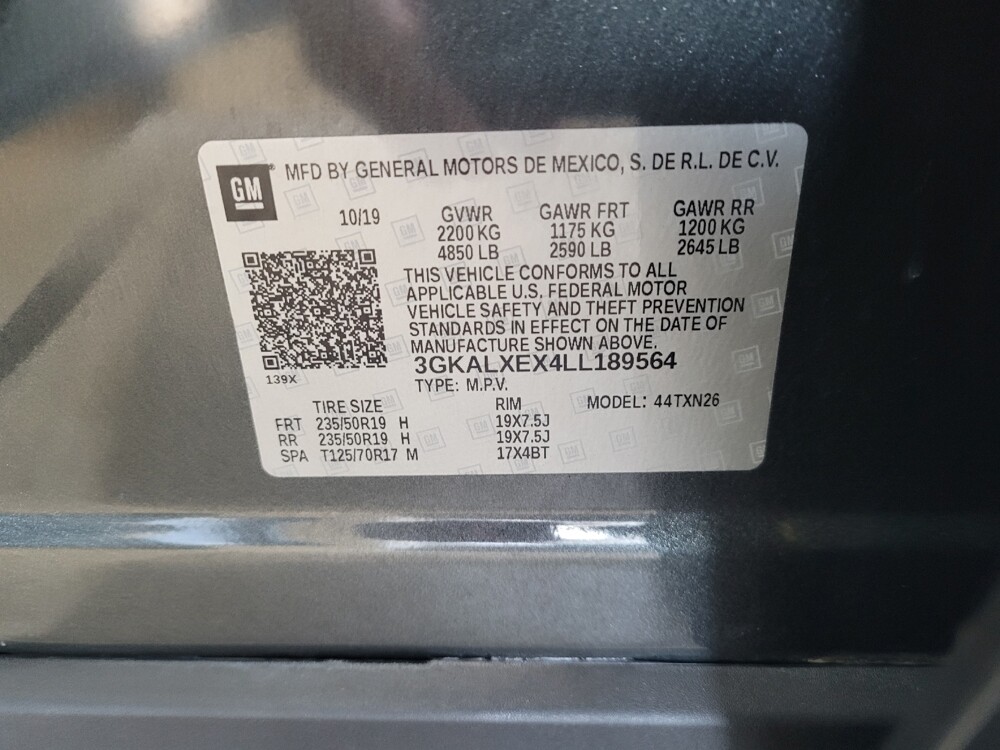 GM ® MFD BY GENERAL MOTORS DE MEXICO, S. DE R.L. DE C.V.
10/19 GVWR GAWR FRT GAWR RR
2200 KG 1175 KG 1200 KG
4850 LB 2590 LB 2645 LB
THIS VEHICLE CONFORMS TO ALL
APPLICABLE U.S. FEDERAL MOTOR
VEHICLE SAFETY AND THEFT PREVENTION
STANDARDS IN EFFECT ON THE DATE OF
MANUFACTURE SHOWN ABOVE.
3GKALXEX4LL189564
139X
TYPE: M.P.V.
TIRE SIZE RIM MODEL: 44TXN26
FRT 235/50R19 H 19X7.5J
RR 235/50R19 H 19X7.5J
SPA T125/70R17 M 17X4BT